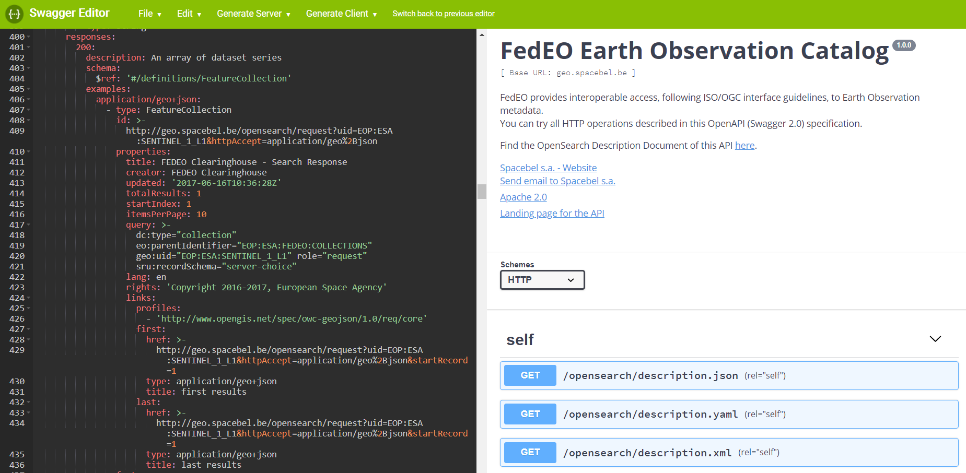 Swagger Editor File Edit Generate Server Generate Client Switch back to previous editor
400 responses:
401 200:
402 description: An array of dataset series
403 schema:
404 $ref: '#/definitions/FeatureCollection'
405 examples:
406 application/geo+json:
407 - type: FeatureCollection
408 id: >-
409 http://geo.spacebel.be/opensearch/request?uid=EOP:ESA
:SENTINEL_1_L1&httpAccept=application/geo%2Bjson
410 properties:
411 title: FEDEO Clearinghouse - Search Response
412 creator: FEDEO Clearinghouse
413 updated: '2017-06-16T10:36:28Z'
414 totalResults: 1
415 startIndex: 1
416 itemsPerPage: 10
417 query: >-
418 dc:type="collection"
419 eo:parentIdentifier="EOP:ESA:FEDEO:COLLECTIONS"
420 geo:uid="EOP:ESA:SENTINEL_1_L1" role="request"
421 sru:recordSchema="server-choice"
422 lang: en
423 rights: 'Copyright 2016-2017, European Space Agency'
424 links:
425 profiles:
426 - 'http://www.opengis.net/spec/owc-geojson/1.0/req/core'
427 first:
428 href: >-
429 http://geo.spacebel.be/opensearch/request?uid=EOP:ESA
:SENTINEL_1_L1&httpAccept=application/geo%2Bjson&startRecord
=1
430 type: application/geo+json
431 title: first results
432 last:
433 href: >-
434 http://geo.spacebel.be/opensearch/request?uid=EOP:ESA
:SENTINEL_1_L1&httpAccept=application/geo%2Bjson&startRecord
=1
435 type: application/geo+json
436 title: last results
FedEO Earth Observation Catalog 1.0.0
[ Base URL: geo.spacebel.be ]
FedEO provides interoperable access, following ISO/OGC interface guidelines, to Earth Observation
metadata.
You can try all HTTP operations described in this OpenAPI (Swagger 2.0) specification.
Find the OpenSearch Description Document of this API here.
Spacebel s.a. - Website
Send email to Spacebel s.a.
Apache 2.0
Landing page for the API
Schemes
HTTP
self
GET /opensearch/description.json (rel="self")
GET /opensearch/description.yaml (rel="self")
GET /opensearch/description.xml (rel="self")